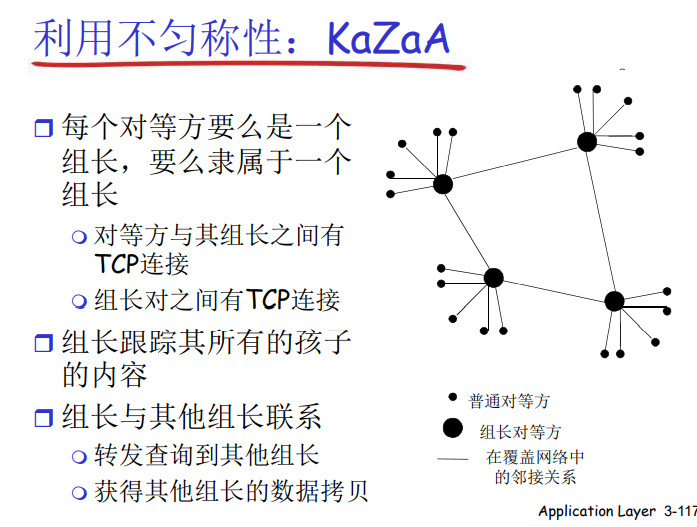 利用不匀称性：KaZaA
每个对等方要么是一个
组长，要么隶属于一个
组长
对等方与其组长之间有
TCP连接
组长对之间有TCP连接
组长跟踪其所有的孩子
的内容
组长与其他组长联系
转发查询到其他组长
获得其他组长的数据拷贝
普通对等方
组长对等方
在覆盖网络中
的邻接关系
Application Layer 3-117